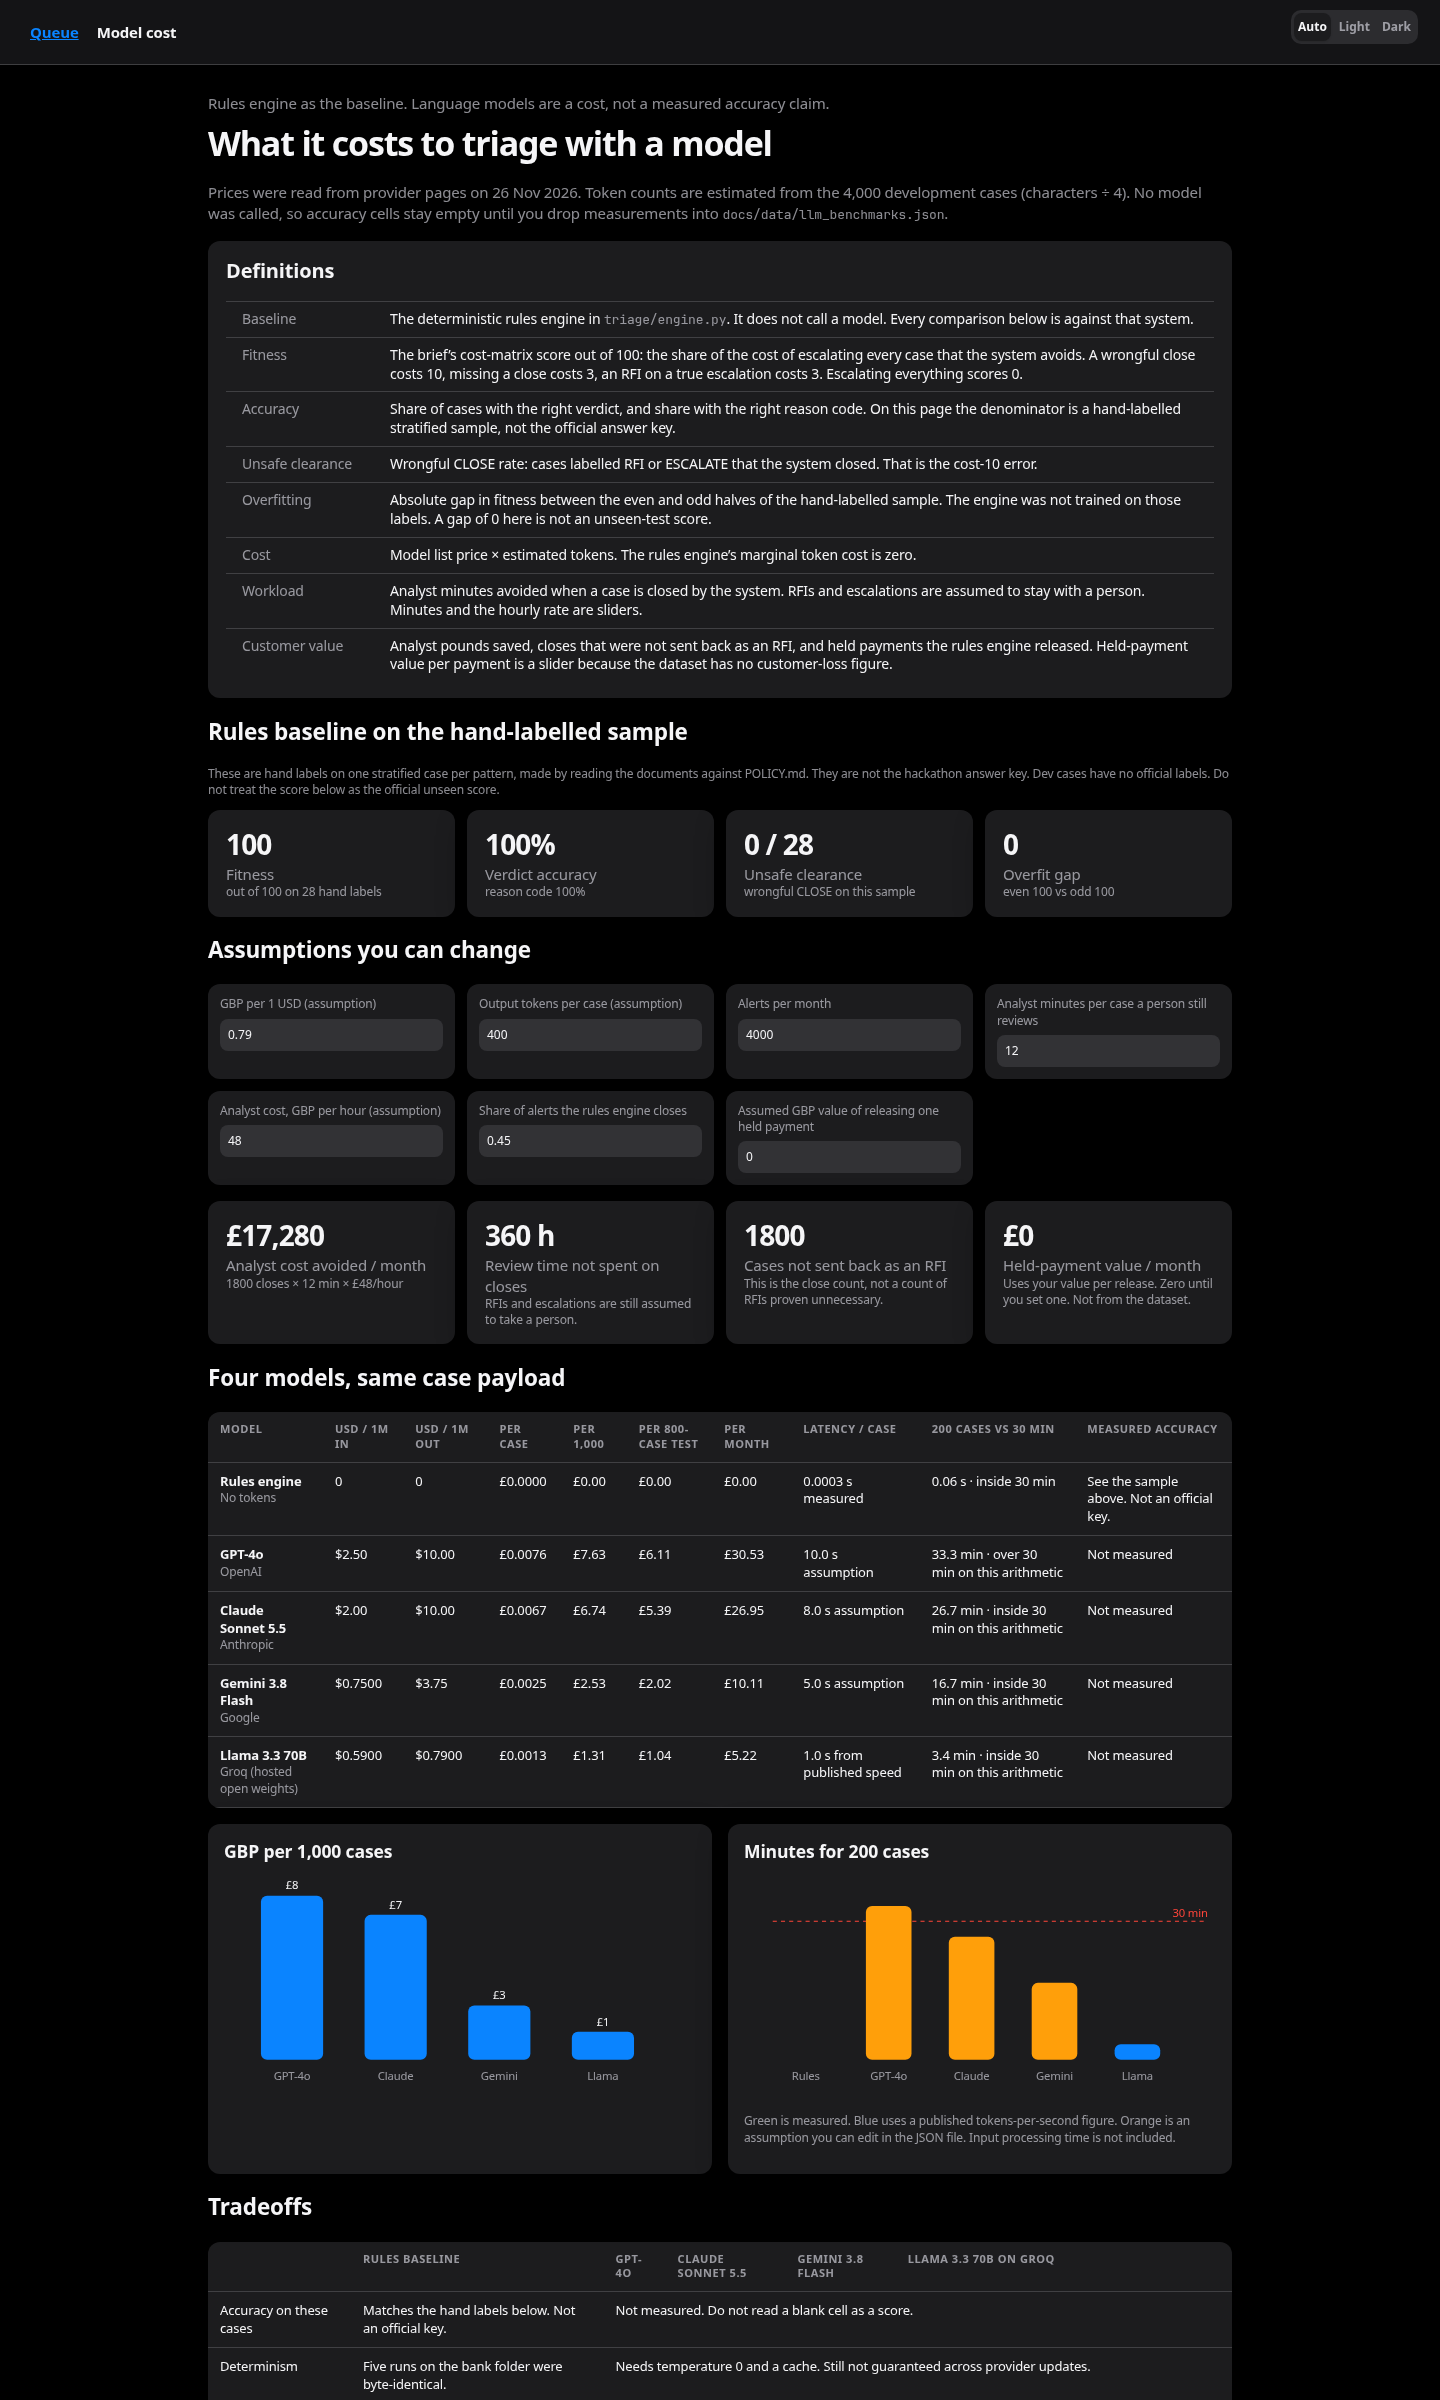 Queue Model cost Auto Light Dark
Rules engine as the baseline. Language models are a cost, not a measured accuracy claim.
What it costs to triage with a model
Prices were read from provider pages on 26 Nov 2026. Token counts are estimated from the 4,000 development cases (characters ÷ 4). No model
was called, so accuracy cells stay empty until you drop measurements into docs/data/llm_benchmarks.json.
Definitions
Baseline The deterministic rules engine in triage/engine.py. It does not call a model. Every comparison below is against that system.
Fitness The brief’s cost-matrix score out of 100: the share of the cost of escalating every case that the system avoids. A wrongful close
costs 10, missing a close costs 3, an RFI on a true escalation costs 3. Escalating everything scores 0.
Accuracy Share of cases with the right verdict, and share with the right reason code. On this page the denominator is a hand-labelled
stratified sample, not the official answer key.
Unsafe clearance Wrongful CLOSE rate: cases labelled RFI or ESCALATE that the system closed. That is the cost-10 error.
Overfitting Absolute gap in fitness between the even and odd halves of the hand-labelled sample. The engine was not trained on those
labels. A gap of 0 here is not an unseen-test score.
Cost Model list price × estimated tokens. The rules engine’s marginal token cost is zero.
Workload Analyst minutes avoided when a case is closed by the system. RFIs and escalations are assumed to stay with a person.
Minutes and the hourly rate are sliders.
Customer value Analyst pounds saved, closes that were not sent back as an RFI, and held payments the rules engine released. Held-payment
value per payment is a slider because the dataset has no customer-loss figure.
Rules baseline on the hand-labelled sample
These are hand labels on one stratified case per pattern, made by reading the documents against POLICY.md. They are not the hackathon answer key. Dev cases have no official labels. Do
not treat the score below as the official unseen score.
100
Fitness
out of 100 on 28 hand labels
100%
Verdict accuracy
reason code 100%
0 / 28
Unsafe clearance
wrongful CLOSE on this sample
0
Overfit gap
even 100 vs odd 100
Assumptions you can change
GBP per 1 USD (assumption)
0.79
Output tokens per case (assumption)
400
Alerts per month
4000
Analyst minutes per case a person still
reviews
12
Analyst cost, GBP per hour (assumption)
48
Share of alerts the rules engine closes
0.45
Assumed GBP value of releasing one
held payment
0
£17,280
Analyst cost avoided / month
1800 closes × 12 min × £48/hour
360 h
Review time not spent on
closes
RFIs and escalations are still assumed
to take a person.
1800
Cases not sent back as an RFI
This is the close count, not a count of
RFIs proven unnecessary.
£0
Held-payment value / month
Uses your value per release. Zero until
you set one. Not from the dataset.
Four models, same case payload
MODEL USD / 1M USD / 1M PER PER PER 800- PER LATENCY / CASE 200 CASES VS 30 MIN MEASURED ACCURACY
IN OUT CASE 1,000 CASE TEST MONTH
Rules engine 0 0 £0.0000 £0.00 £0.00 £0.00 0.0003 s 0.06 s · inside 30 min See the sample
No tokens measured above. Not an official
key.
GPT-4o $2.50 $10.00 £0.0076 £7.63 £6.11 £30.53 10.0 s 33.3 min · over 30 Not measured
OpenAI assumption min on this arithmetic
Claude $2.00 $10.00 £0.0067 £6.74 £5.39 £26.95 8.0 s assumption 26.7 min · inside 30 Not measured
Sonnet 5.5 min on this arithmetic
Anthropic
Gemini 3.8 $0.7500 $3.75 £0.0025 £2.53 £2.02 £10.11 5.0 s assumption 16.7 min · inside 30 Not measured
Flash min on this arithmetic
Google
Llama 3.3 70B $0.5900 $0.7900 £0.0013 £1.31 £1.04 £5.22 1.0 s from 3.4 min · inside 30 Not measured
Groq (hosted published speed min on this arithmetic
open weights)
GBP per 1,000 cases
£8
£7
£3
£1
GPT-4o Claude Gemini Llama
Minutes for 200 cases
30 min
Rules GPT-4o Claude Gemini Llama
Green is measured. Blue uses a published tokens-per-second figure. Orange is an
assumption you can edit in the JSON file. Input processing time is not included.
Tradeoffs
RULES BASELINE GPT- CLAUDE GEMINI 3.8 LLAMA 3.3 70B ON GROQ
4O SONNET 5.5 FLASH
Accuracy on these Matches the hand labels below. Not Not measured. Do not read a blank cell as a score.
cases an official key.
Determinism Five runs on the bank folder were Needs temperature 0 and a cache. Still not guaranteed across provider updates.
byte-identical.